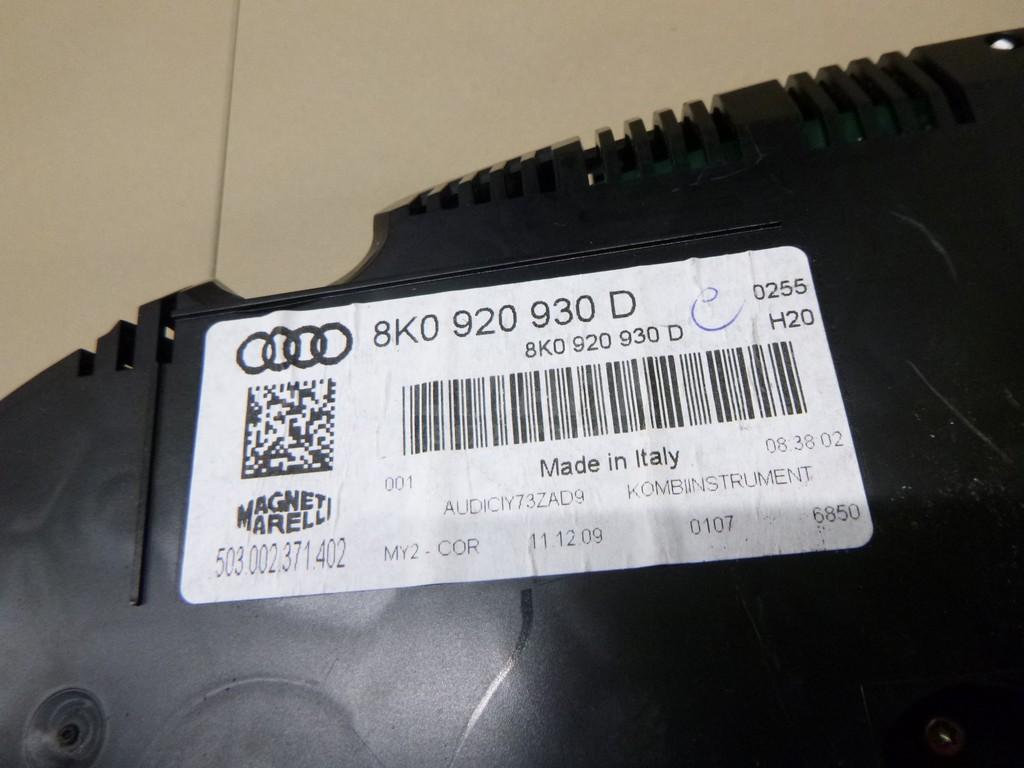 8K0 920 930 D
0255
8K0 920 930 D
H20
001
Made in Italy
08.38 02
MAGNETI
MARELLI
AUDICIY73ZAD9
KOMBIINSTRUMENT
503.002.371.402
MY2 - COR
11.12.09
0107
6850